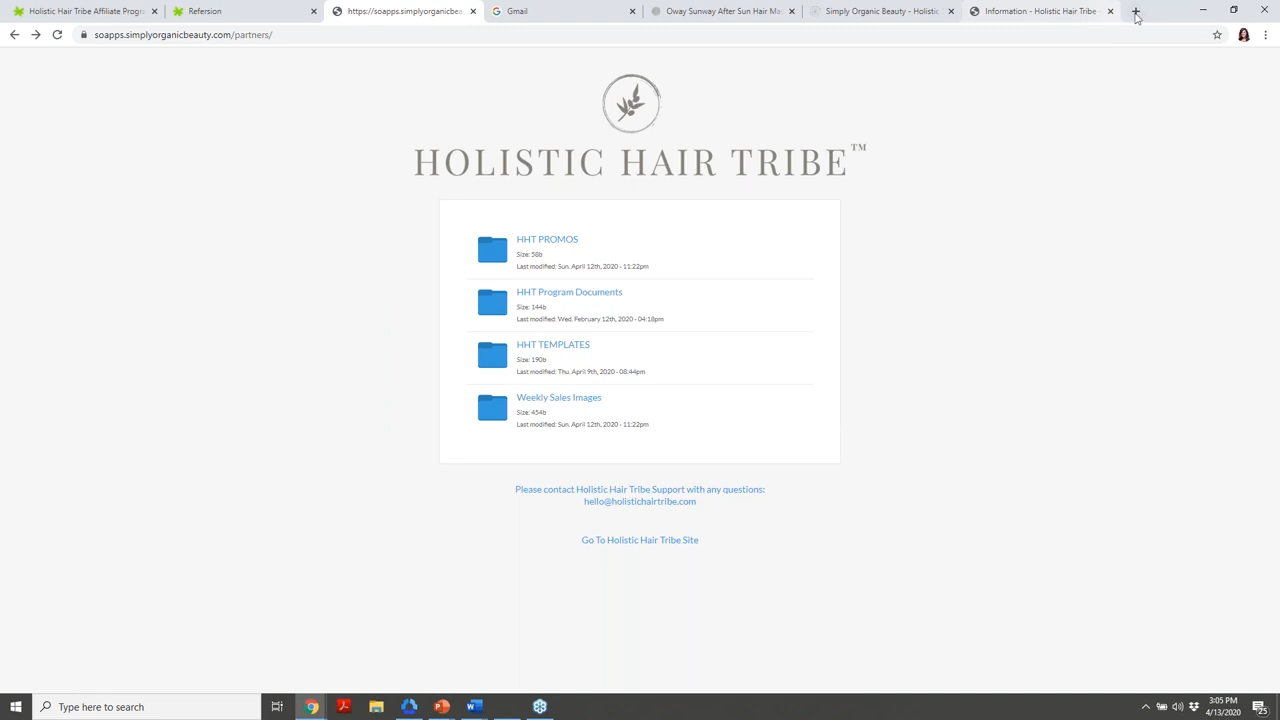 Holistic Hair Tribe Affiliate Progr
Refersion
https://soapps.simplyorganicbeaut
Google
Oway Sunway After Sun Hair Ma
Simply Organic Beauty - Holistic
Information - Holistic Hair Tribe
soapps.simplyorganicbeauty.com/partners/
HOLISTIC HAIR TRIBE™
HHT PROMOS
Size: 58b
Last modified: Sun. April 12th, 2020 - 11:22pm
HHT Program Documents
Size: 144b
Last modified: Wed. February 12th, 2020 - 04:18pm
HHT TEMPLATES
Size: 190b
Last modified: Thu. April 9th, 2020 - 08:44pm
Weekly Sales Images
Size: 454b
Last modified: Sun. April 12th, 2020 - 11:22pm
Please contact Holistic Hair Tribe Support with any questions:
hello@holistichairtribe.com
Go To Holistic Hair Tribe Site
Type here to search
3:05 PM
4/13/2020